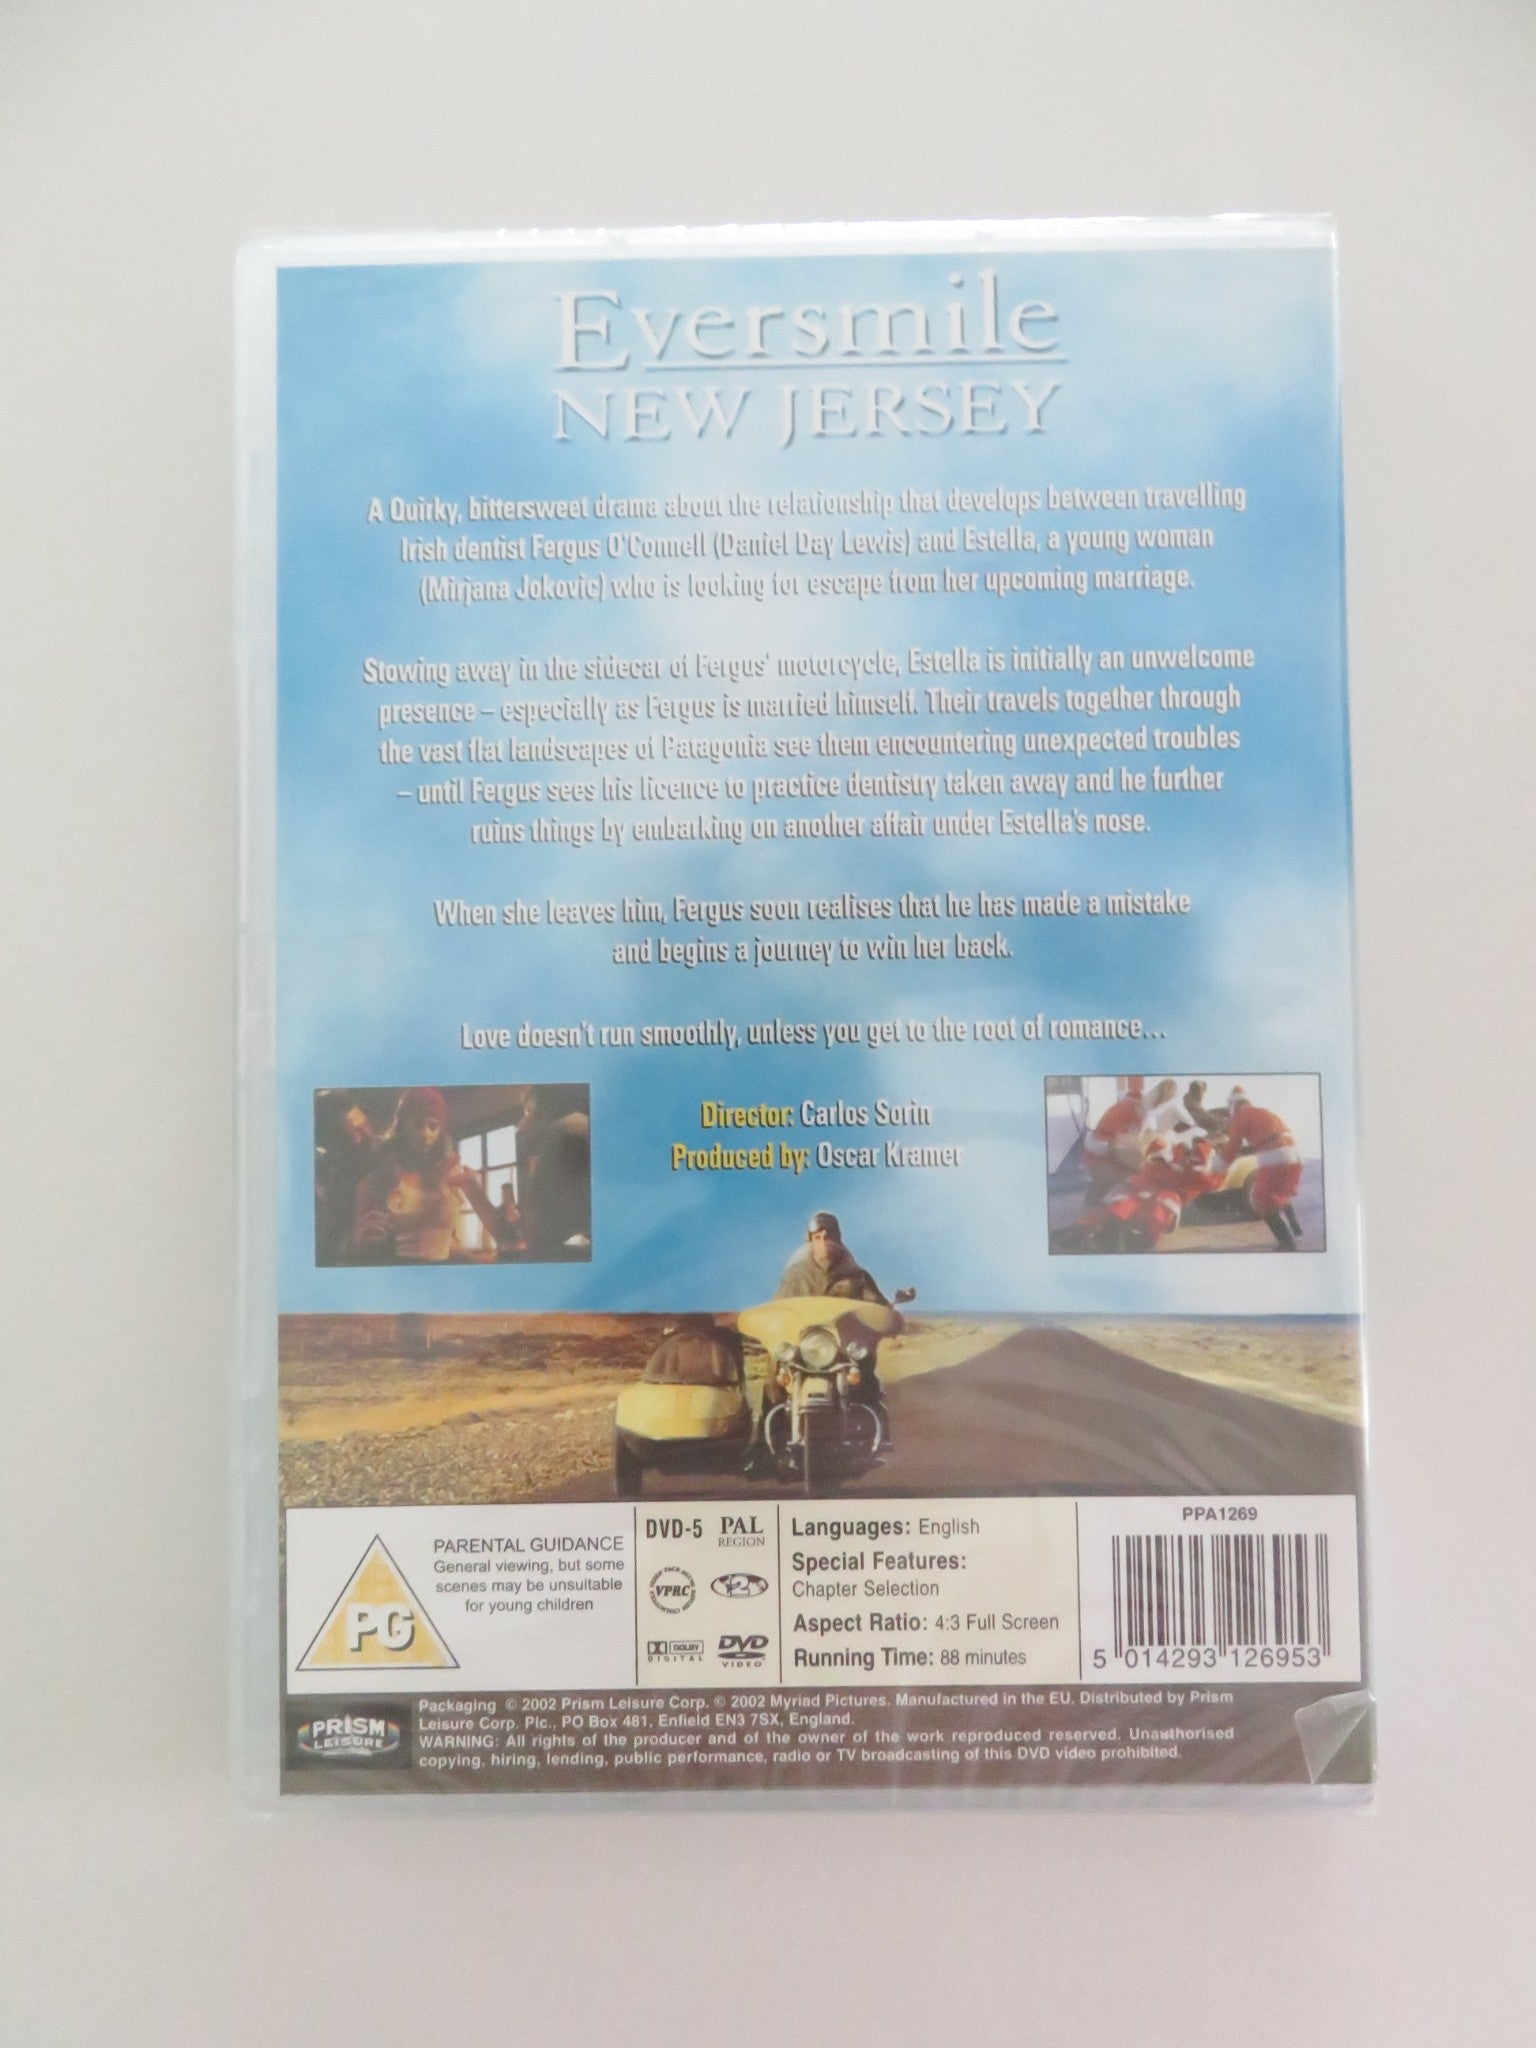 Eversmile
NEW JERSEY
A Quirky, bittersweet drama about the relationship that develops between travelling
Irish dentist Fergus O'Connell (Daniel Day Lewis) and Estella, a young woman
(Mirjana Jokovic) who is looking for escape from her upcoming marriage.
Stowing away in the sidecar of Fergus' motorcycle, Estella is initially an unwelcome
presence – especially as Fergus is married himself. Their travels together through
the vast flat landscapes of Patagonia see them encountering unexpected troubles
– until Fergus sees his licence to practice dentistry taken away and he further
ruins things by embarking on another affair under Estella's nose.
When she leaves him, Fergus soon realises that he has made a mistake
and begins a journey to win her back.
Love doesn't run smoothly, unless you get to the root of romance...
Director: Carlos Sorin
Produced by: Oscar Kramer
PG
PARENTAL GUIDANCE
General viewing, but some
scenes may be unsuitable
for young children
DVD-5
PAL
REGION
VPRC
2
DOLBY
DIGITAL
DVD
VIDEO
Languages: English
Special Features:
Chapter Selection
Aspect Ratio: 4:3 Full Screen
Running Time: 88 minutes
PPA1269
5 014293 126953
PRISM
LEISURE
Packaging © 2002 Prism Leisure Corp. © 2002 Myriad Pictures. Manufactured in the EU. Distributed by Prism
Leisure Corp. Plc., PO Box 481, Enfield EN3 7SX, England.
WARNING: All rights of the producer and of the owner of the work reproduced reserved. Unauthorised
copying, hiring, lending, public performance, radio or TV broadcasting of this DVD video prohibited.